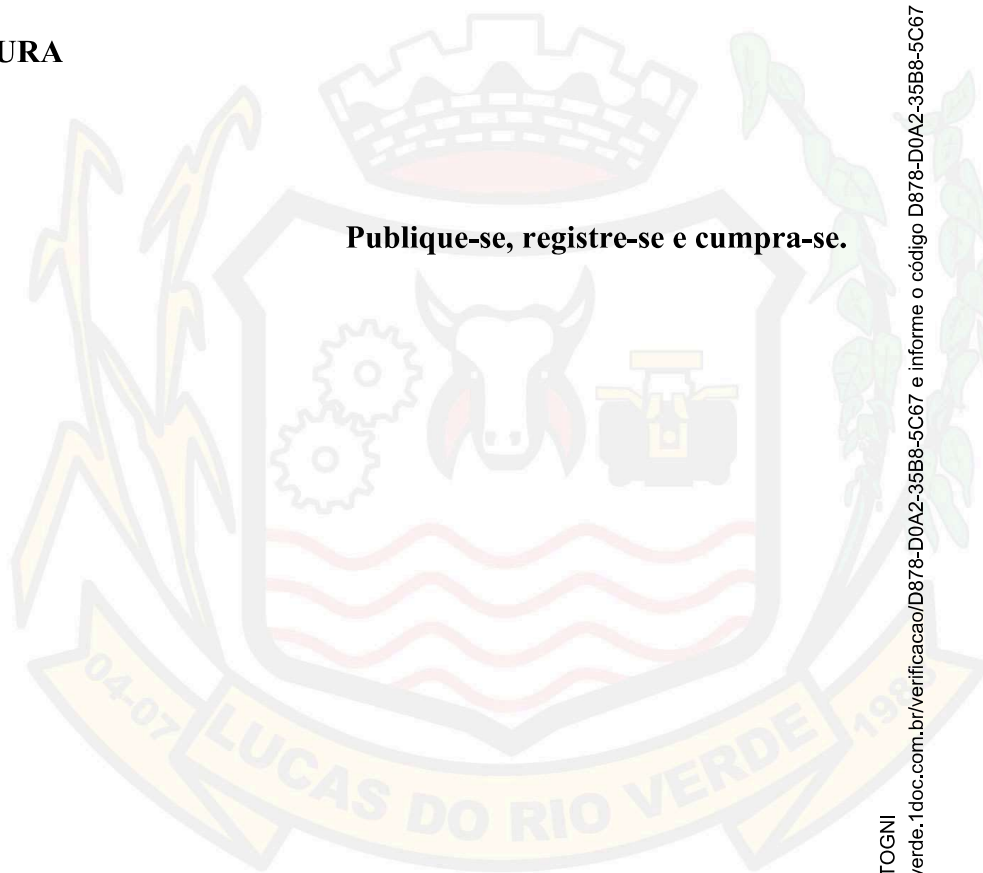 URA
Publique-se, registre-se e cumpra-se.
04-07
LUCAS DO RIO VERDE
TOGNI
verde.1doc.com.br/verificacao/D878-D0A2-35B8-5C67 e informe o código D878-D0A2-35B8-5C67